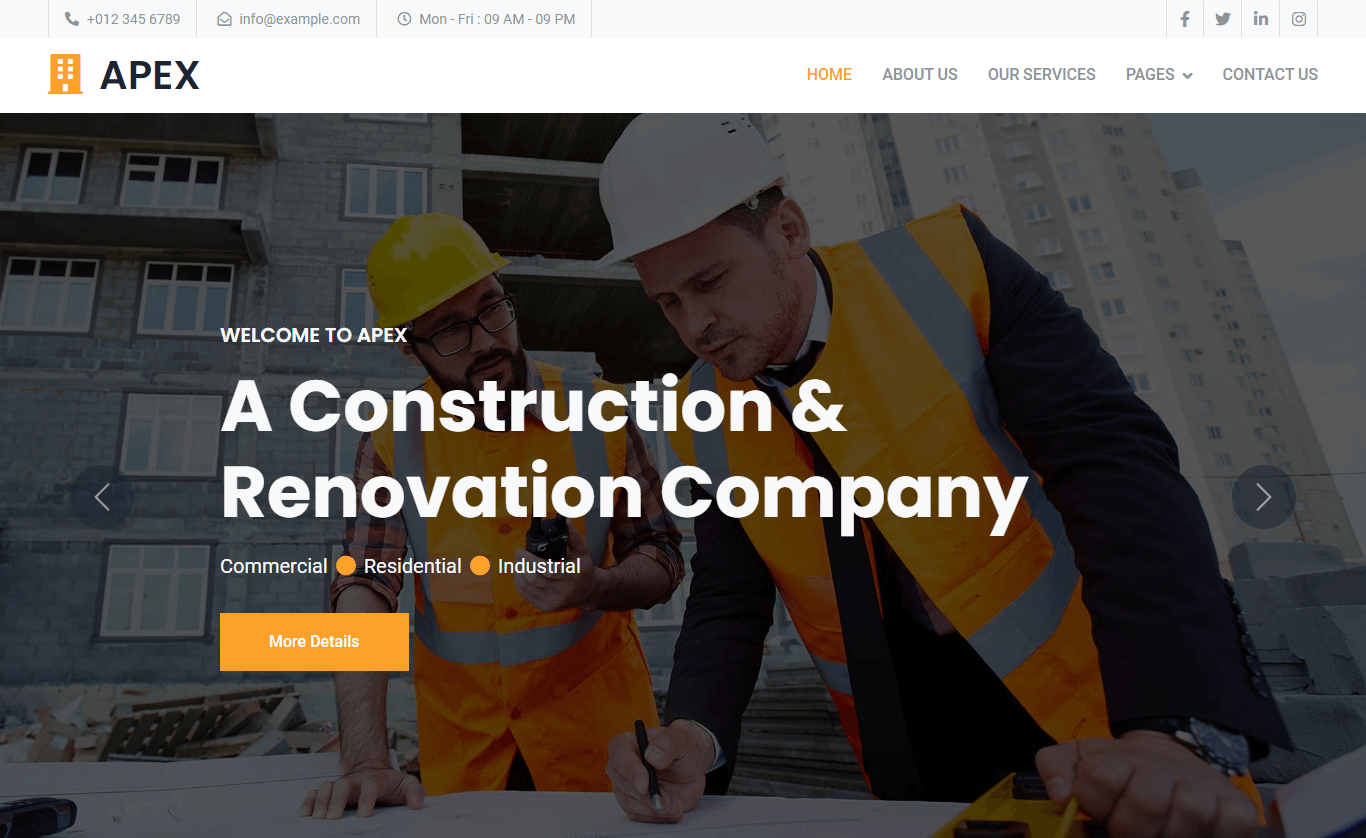 +012 345 6789
info@example.com
Mon - Fri : 09 AM - 09 PM
APEX
HOME
ABOUT US
OUR SERVICES
PAGES
CONTACT US
WELCOME TO APEX
A Construction &
Renovation Company
Commercial Residential Industrial
More Details